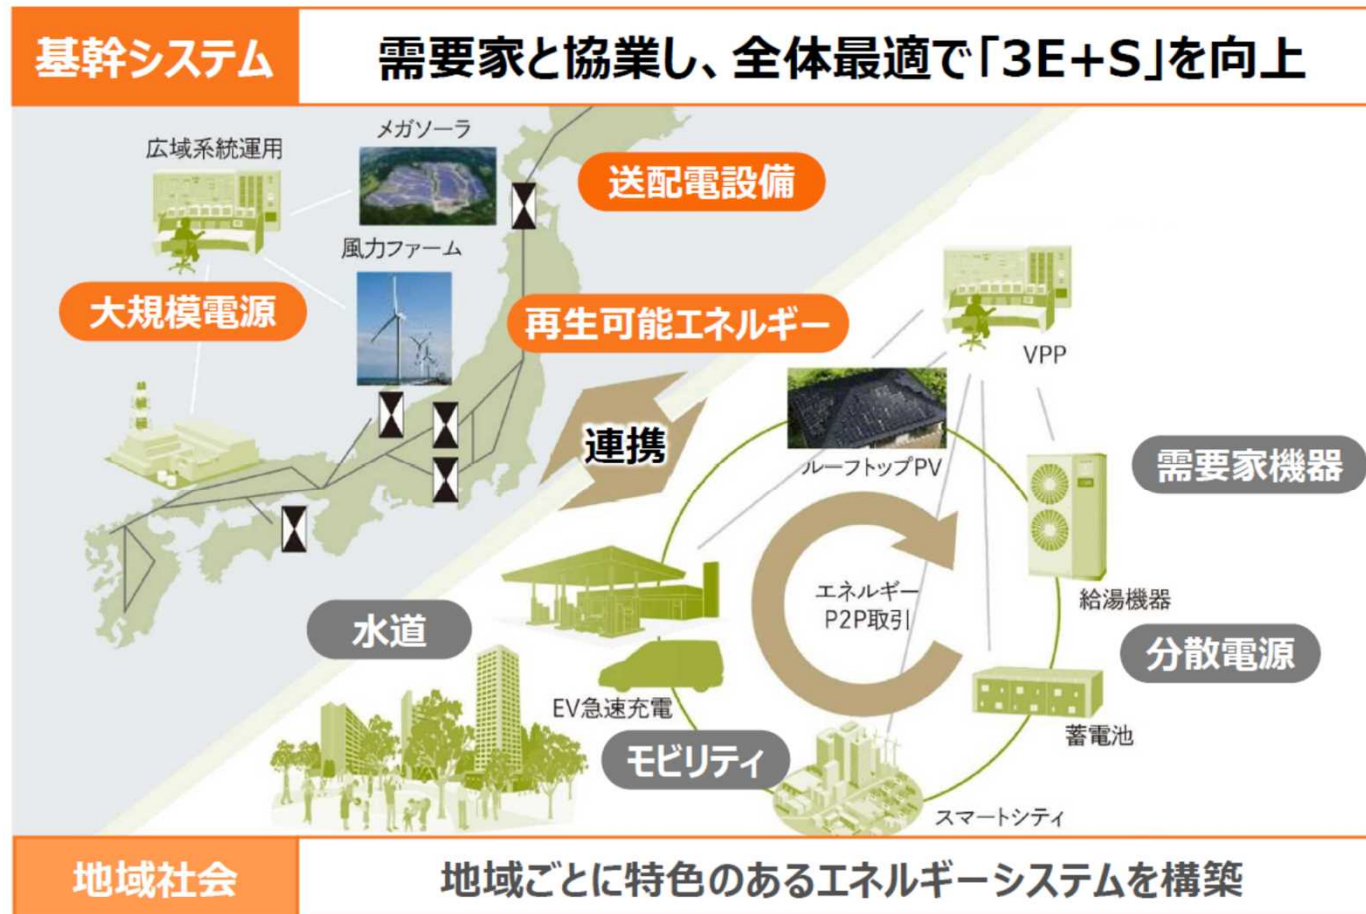 基幹システム
需要家と協業し、全体最適で「3E+S」を向上
広域系統運用
メガソーラ
送配電設備
風力ファーム
大規模電源
再生可能エネルギー
VPP
連携
ルーフトップPV
需要家機器
エネルギー
P2P取引
給湯機器
水道
分散電源
EV急速充電
蓄電池
モビリティ
スマートシティ
地域社会
地域ごとに特色のあるエネルギーシステムを構築